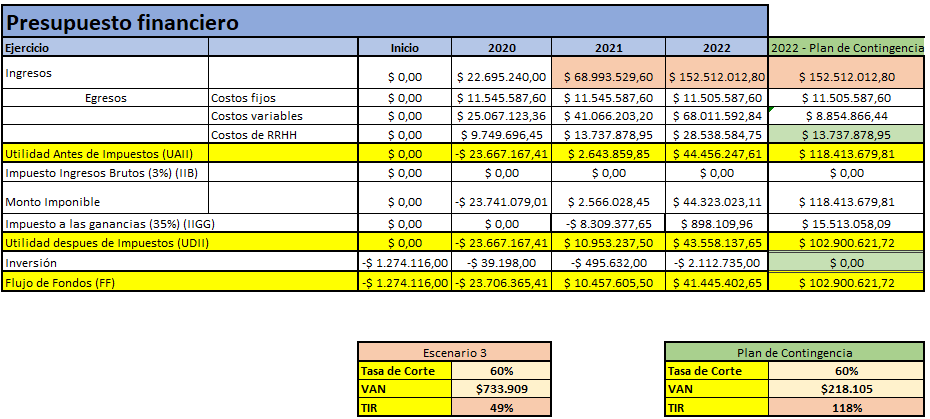 Presupuesto financiero
Ejercicio Inicio 2020 2021 2022 2022 - Plan de Contingencia
Ingresos $ 0,00 $ 22.695.240,00 $ 68.993.529,60 $ 152.512.012,80 $ 152.512.012,80
Egresos Costos fijos $ 0,00 $ 11.545.587,60 $ 11.545.587,60 $ 11.505.587,60 $ 11.505.587,60
Costos variables $ 0,00 $ 25.067.123,36 $ 41.066.203,20 $ 68.011.592,84 $ 8.854.866,44
Costos de RRHH $ 0,00 $ 9.749.696,45 $ 13.737.878,95 $ 28.538.584,75 $ 13.737.878,95
Utilidad Antes de Impuestos (UAII) $ 0,00 -$ 23.667.167,41 $ 2.643.859,85 $ 44.456.247,61 $ 118.413.679,81
Impuesto Ingresos Brutos (3%) (IIB) $ 0,00 $ 0,00 $ 0,00 $ 0,00 $ 0,00
Monto Imponible $ 0,00 -$ 23.741.079,01 $ 2.566.028,45 $ 44.323.023,11 $ 118.413.679,81
Impuesto a las ganancias (35%) (IIGG) $ 0,00 $ 0,00 -$ 8.309.377,65 $ 898.109,96 $ 15.513.058,09
Utilidad despues de Impuestos (UDII) $ 0,00 -$ 23.667.167,41 $ 10.953.237,50 $ 43.558.137,65 $ 102.900.621,72
Inversión -$ 1.274.116,00 -$ 39.198,00 -$ 495.632,00 -$ 2.112.735,00 $ 0,00
Flujo de Fondos (FF) -$ 1.274.116,00 -$ 23.706.365,41 $ 10.457.605,50 $ 41.445.402,65 $ 102.900.621,72
Escenario 3 Plan de Contingencia
Tasa de Corte 60% Tasa de Corte 60%
VAN $733.909 VAN $218.105
TIR 49% TIR 118%